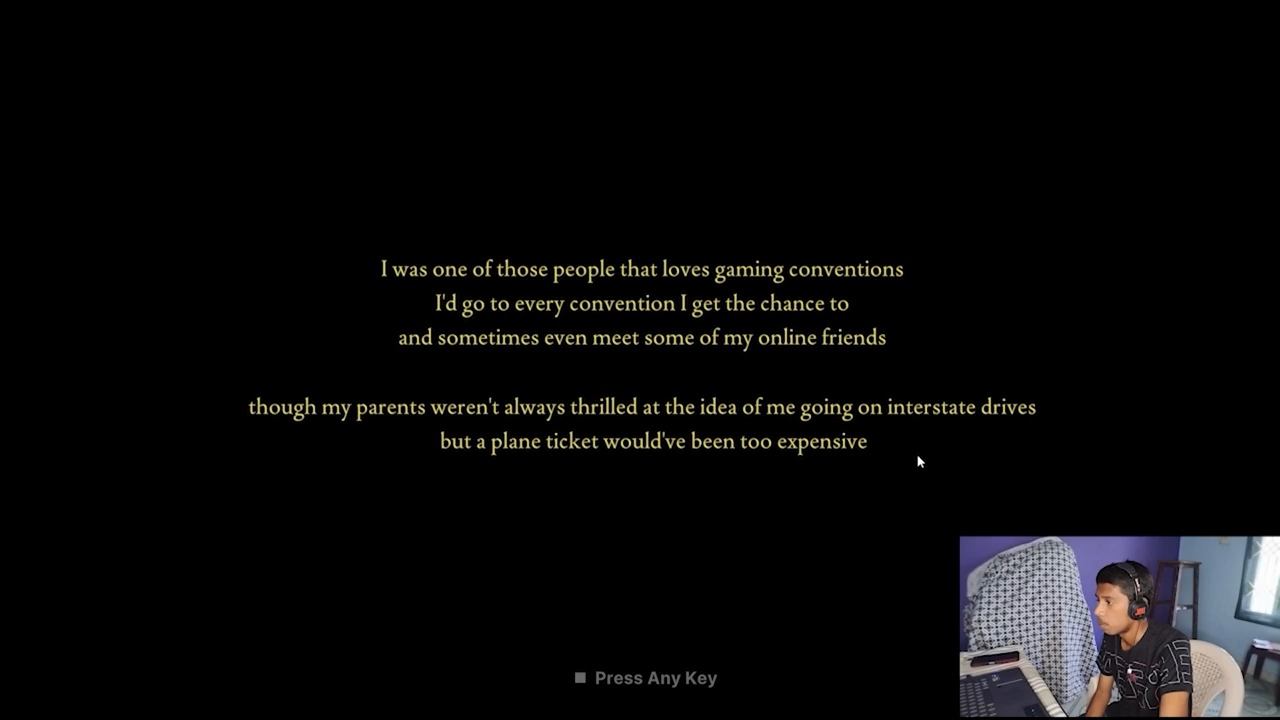 I was one of those people that loves gaming conventions
I'd go to every convention I get the chance to
and sometimes even meet some of my online friends
though my parents weren't always thrilled at the idea of me going on interstate drives
but a plane ticket would've been too expensive
Press Any Key